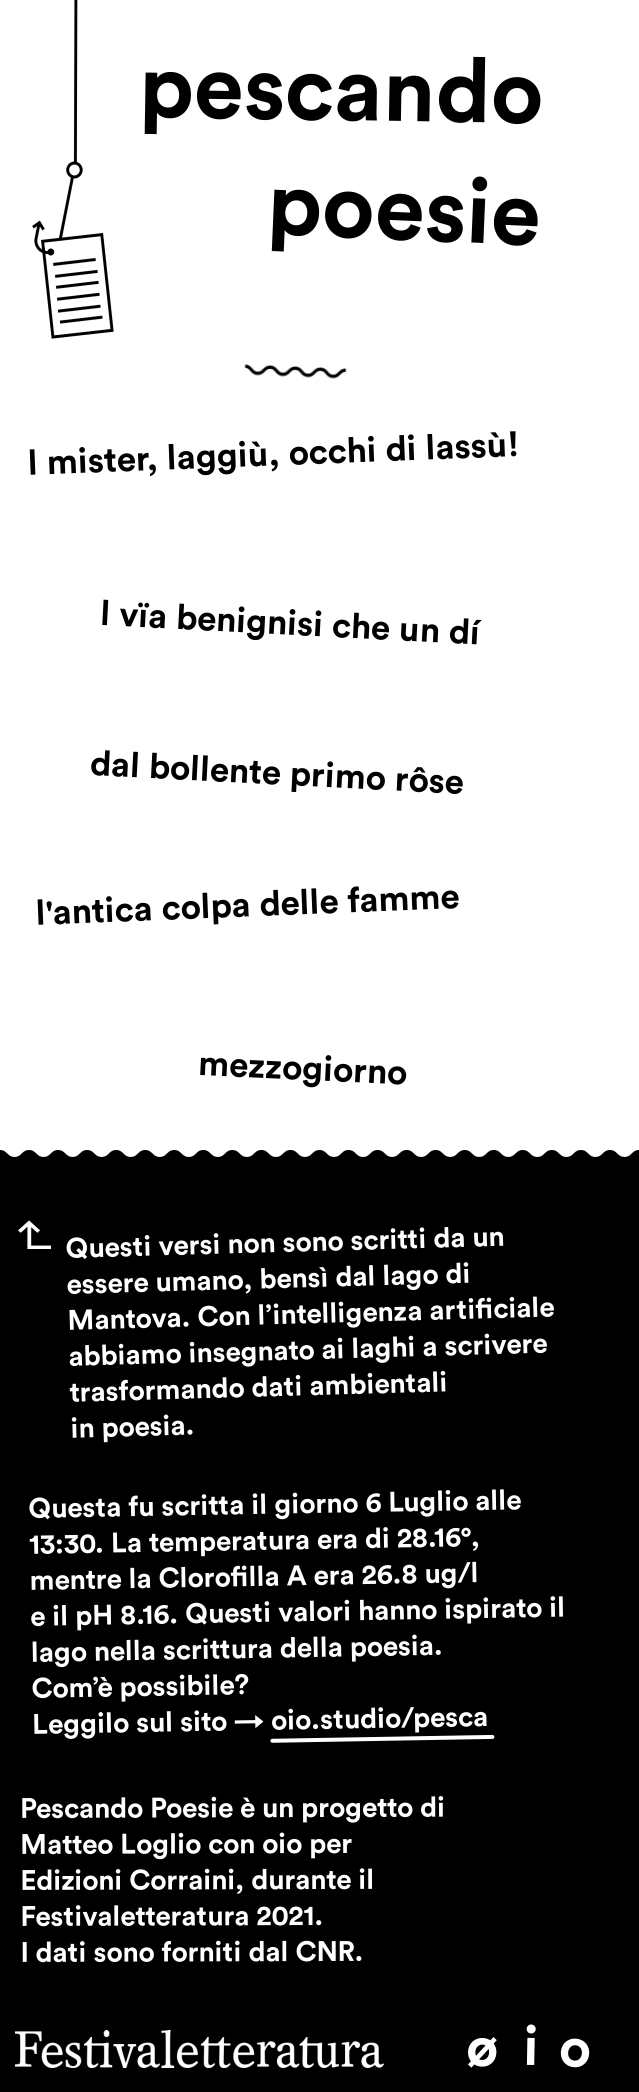 pescando
poesie
I mister, laggiù, occhi di lassù!
I vïa benignisi che un dí
dal bollente primo rôse
l'antica colpa delle famme
mezzogiorno
Questi versi non sono scritti da un
essere umano, bensì dal lago di
Mantova. Con l’intelligenza artificiale
abbiamo insegnato ai laghi a scrivere
trasformando dati ambientali
in poesia.
Questa fu scritta il giorno 6 Luglio alle
13:30. La temperatura era di 28.16°,
mentre la Clorofilla A era 26.8 ug/l
e il pH 8.16. Questi valori hanno ispirato il
lago nella scrittura della poesia.
Com’è possibile?
Leggilo sul sito → oio.studio/pesca
Pescando Poesie è un progetto di
Matteo Loglio con oio per
Edizioni Corraini, durante il
Festivaletteratura 2021.
I dati sono forniti dal CNR.
Festivaletteratura ø i o